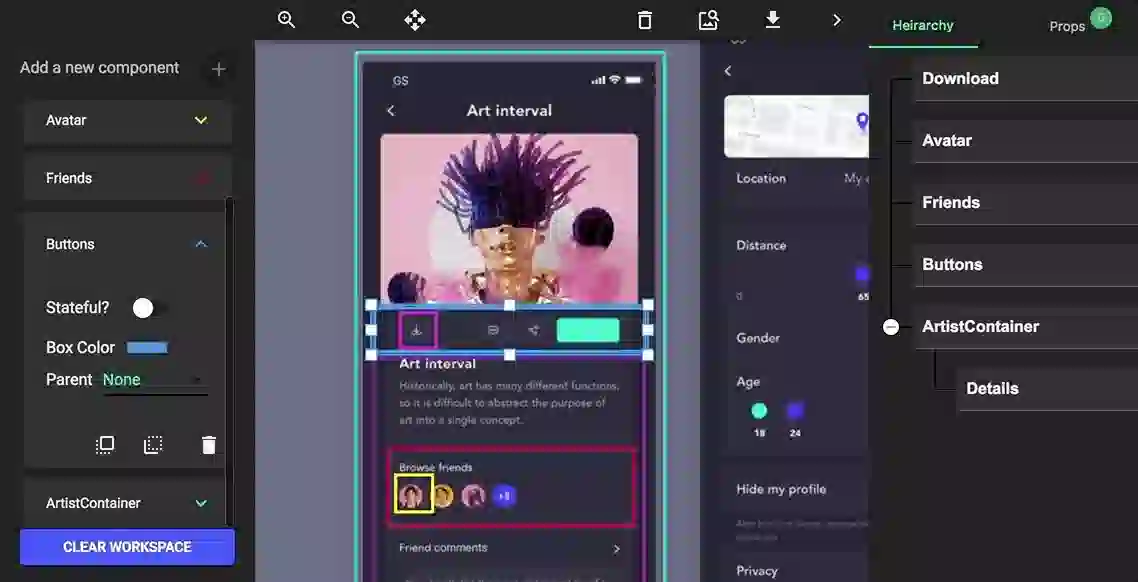 Add a new component
Avatar
Friends
Buttons
Stateful?
Box Color
Parent None
ArtistContainer
CLEAR WORKSPACE
GS
Art interval
Art interval
Historically, art has many different functions,
so it is difficult to abstract the purpose of
art into a single concept.
Browse friends
+8
Friend comments
Location My
Distance
0
65
Gender
Age
18 24
Hide my profile
Privacy
Heirarchy
Props
G
Download
Avatar
Friends
Buttons
ArtistContainer
Details